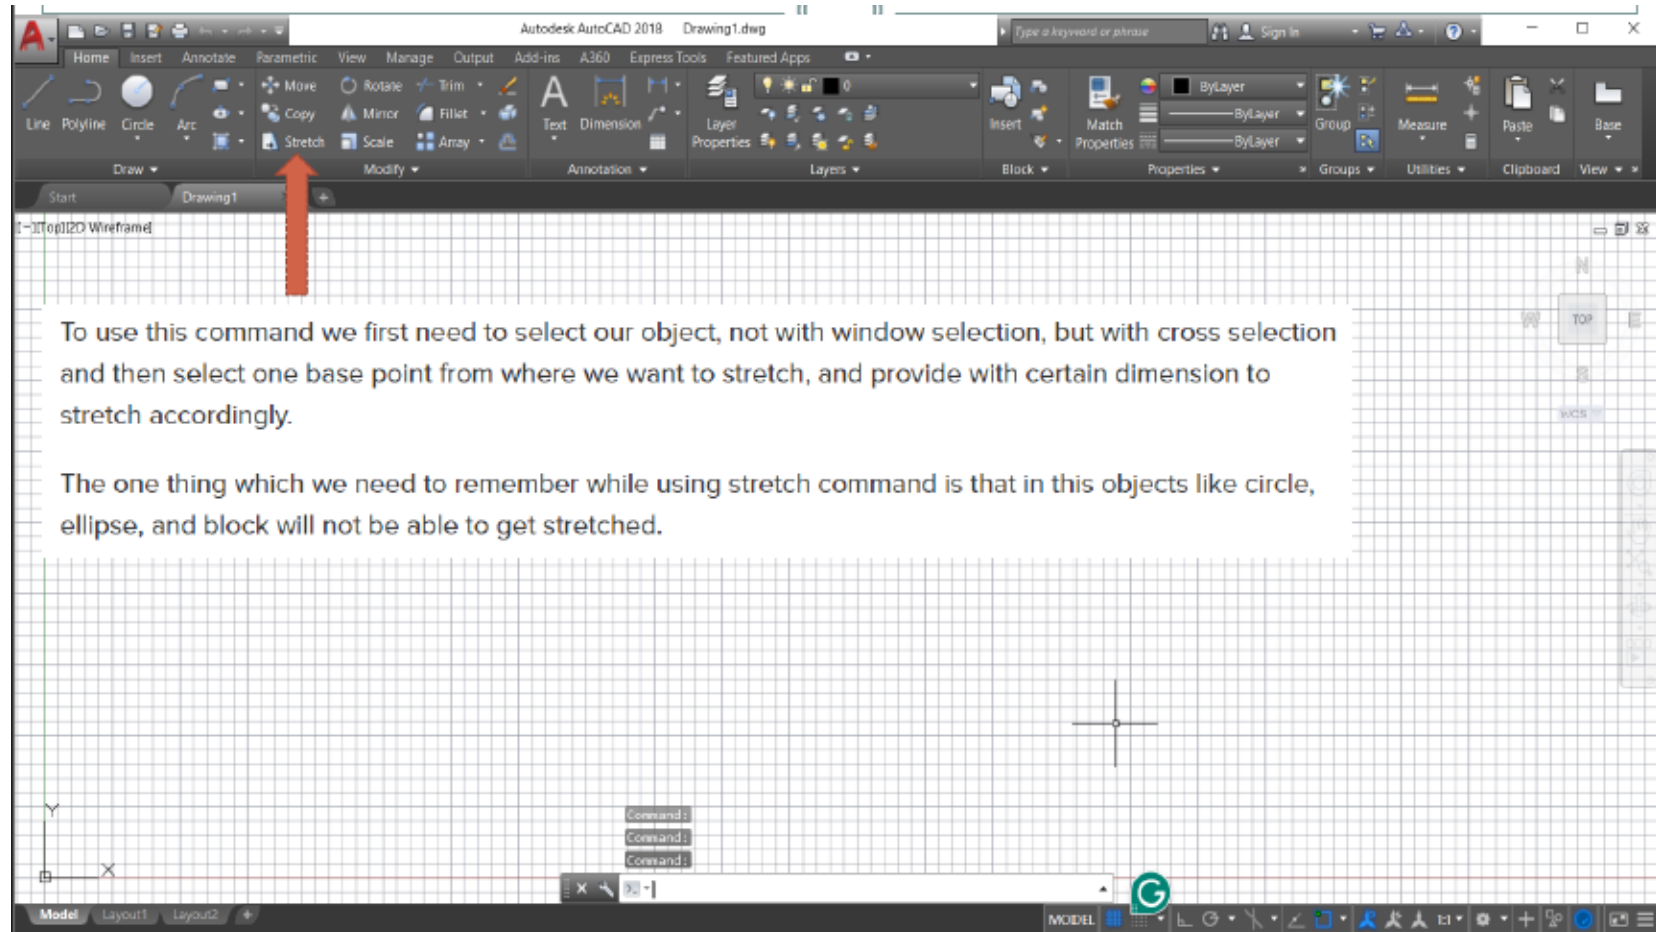 Autodesk AutoCAD 2018 Drawing1.dwg
Type a keyword or phrase
Sign In
Home Insert Annotate Parametric View Manage Output Add-ins A360 Express Tools Featured Apps
Move Rotate Trim
0
ByLayer
Copy Mirror Fillet
ByLayer
Line Polyline Circle Arc
Text Dimension
Layer Properties
Insert
Match Properties
Group
Measure
Paste
Base
Stretch Scale Array
ByLayer
Draw Modify Annotation Layers Block Properties Groups Utilities Clipboard View
Start Drawing1
[-][Top][2D Wireframe]
N
W TOP E
S
WCS
To use this command we first need to select our object, not with window selection, but with cross selection
and then select one base point from where we want to stretch, and provide with certain dimension to
stretch accordingly.
The one thing which we need to remember while using stretch command is that in this objects like circle,
ellipse, and block will not be able to get stretched.
Y
X
Command:
Command:
Command:
Model Layout1 Layout2
MODEL
1:1